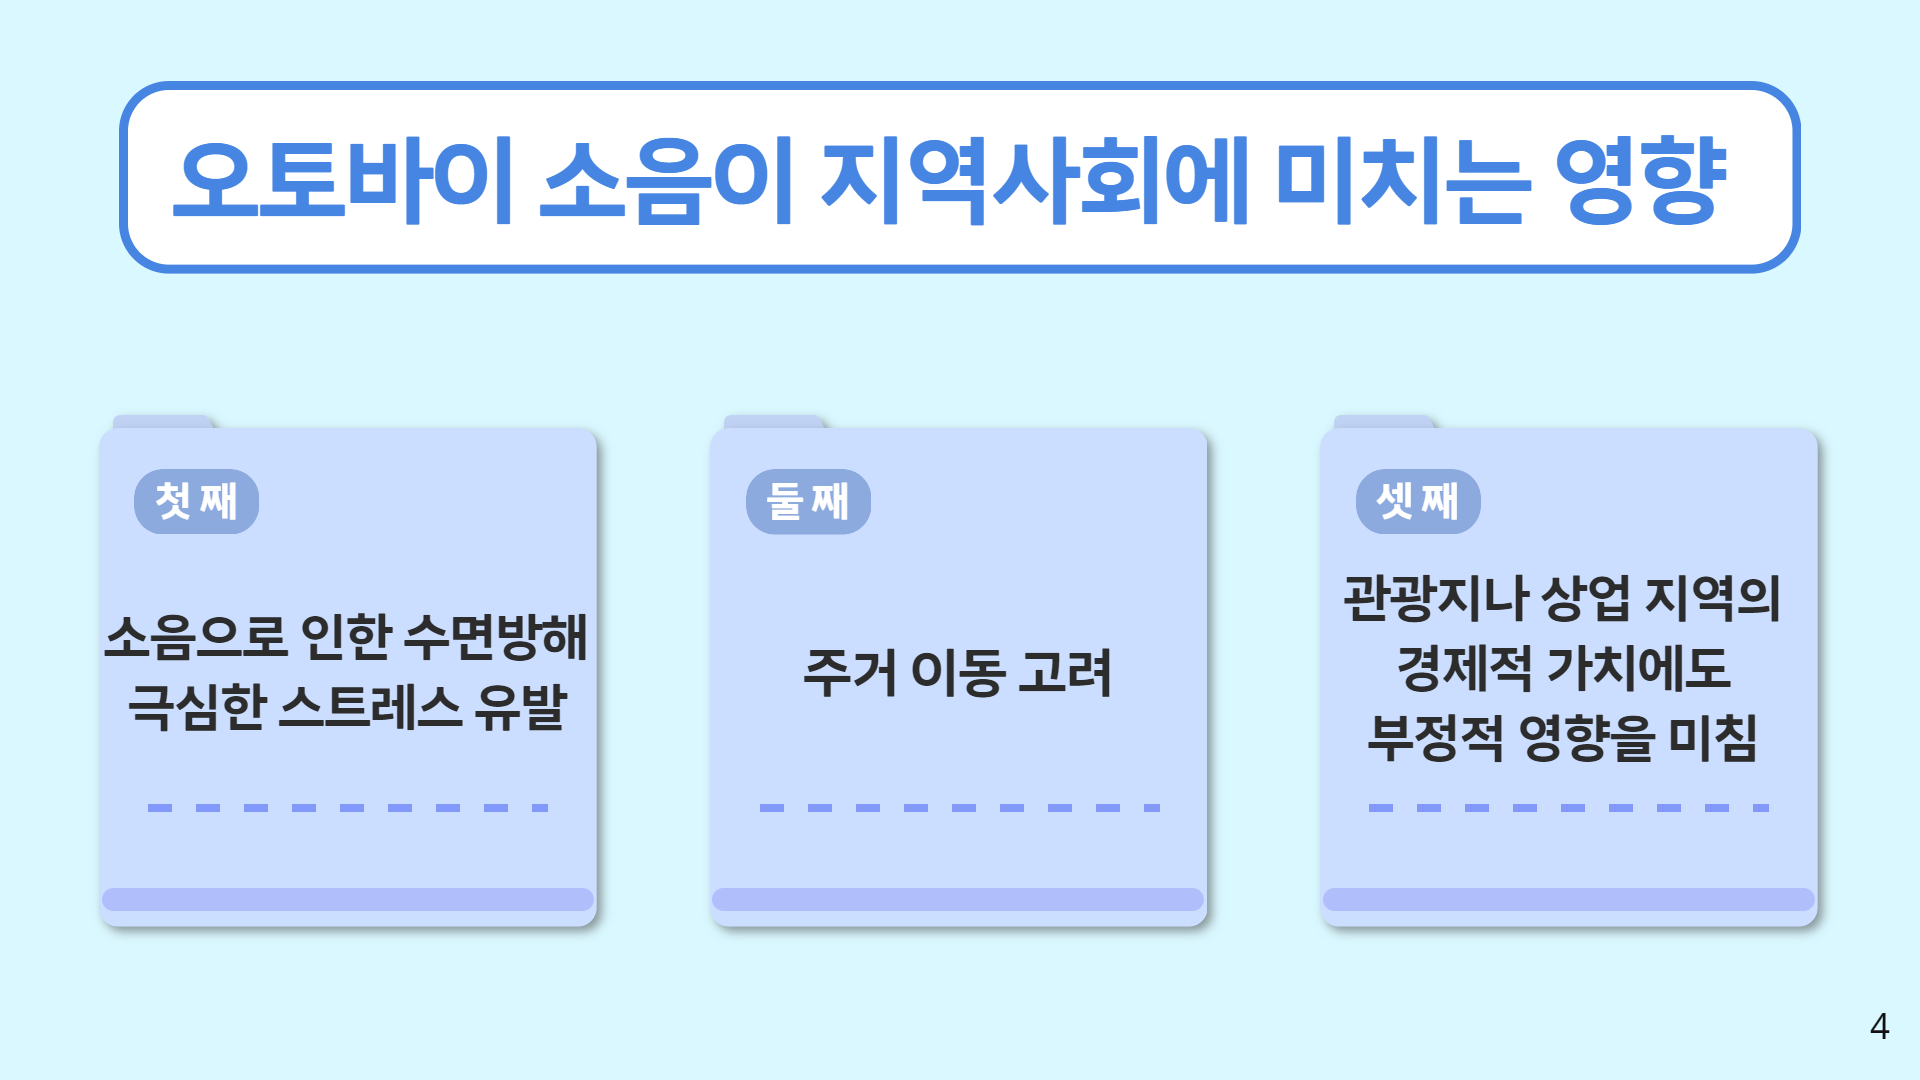 오토바이 소음이 지역사회에 미치는 영향
첫째
소음으로 인한 수면방해
극심한 스트레스 유발
둘째
주거 이동 고려
셋째
관광지나 상업 지역의
경제적 가치에도
부정적 영향을 미침
4